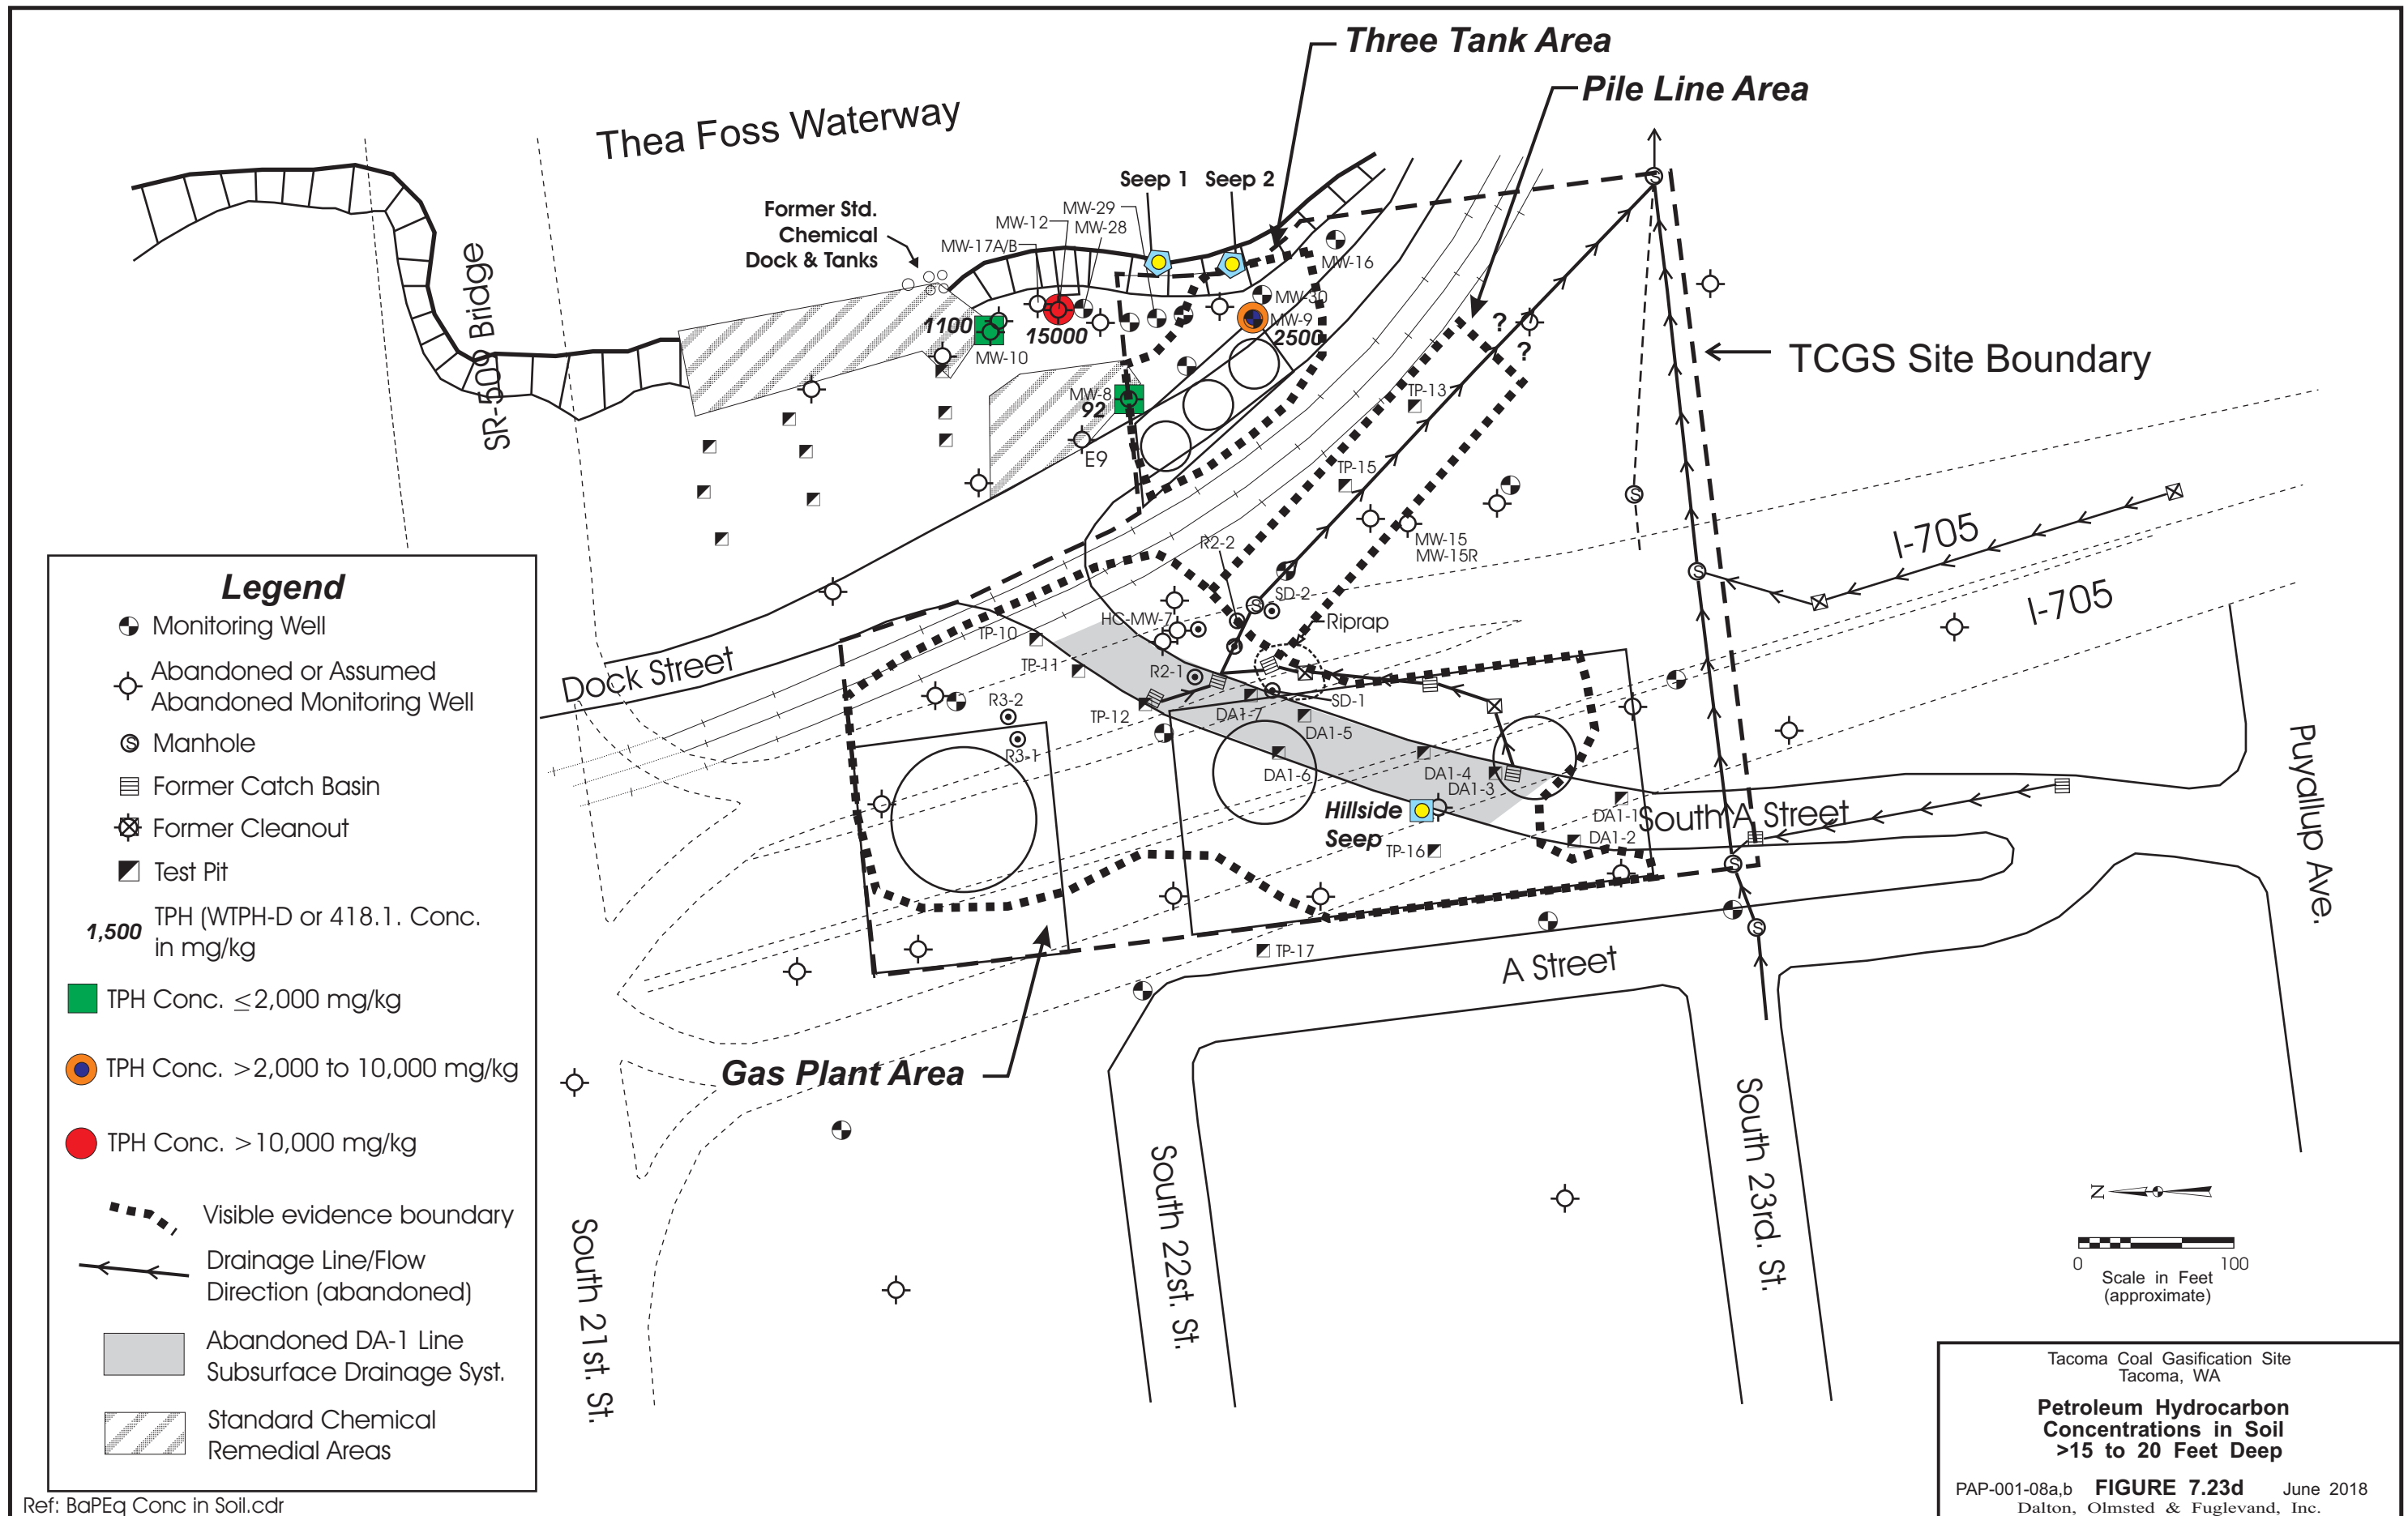 Three Tank Area
Pile Line Area
Thea Foss Waterway
Seep 1
Seep 2
Former Std.
Chemical
Dock & Tanks
MW-29
MW-12
MW-28
MW-17A/B
MW-16
MW-30
MW-9
2500
1100
15000
MW-10
?
?
TCGS Site Boundary
SR-509 Bridge
MW-8
92
TP-13
E9
TP-15
I-705
R2-2
MW-15
MW-15R
I-705
SD-2
HC-MW-7
Riprap
TP-10
TP-11
R2-1
Dock Street
R3-2
TP-12
DA1-7
SD-1
DA1-5
R3-1
DA1-6
DA1-4
DA1-3
Hillside
Seep
DA1-1
South A Street
DA1-2
TP-16
Puyallup Ave.
TP-17
A Street
Gas Plant Area
South 21st. St.
South 22st. St.
South 23rd. St.
Legend
Monitoring Well
Abandoned or Assumed
Abandoned Monitoring Well
S Manhole
Former Catch Basin
Former Cleanout
Test Pit
1,500 TPH (WTPH-D or 418.1. Conc.
in mg/kg
TPH Conc. ≤2,000 mg/kg
TPH Conc. >2,000 to 10,000 mg/kg
TPH Conc. >10,000 mg/kg
Visible evidence boundary
Drainage Line/Flow
Direction (abandoned)
Abandoned DA-1 Line
Subsurface Drainage Syst.
Standard Chemical
Remedial Areas
N
0 100
Scale in Feet
(approximate)
Tacoma Coal Gasification Site
Tacoma, WA
Petroleum Hydrocarbon
Concentrations in Soil
>15 to 20 Feet Deep
PAP-001-08a,b FIGURE 7.23d June 2018
Dalton, Olmsted & Fuglevand, Inc.
Ref: BaPEq Conc in Soil.cdr